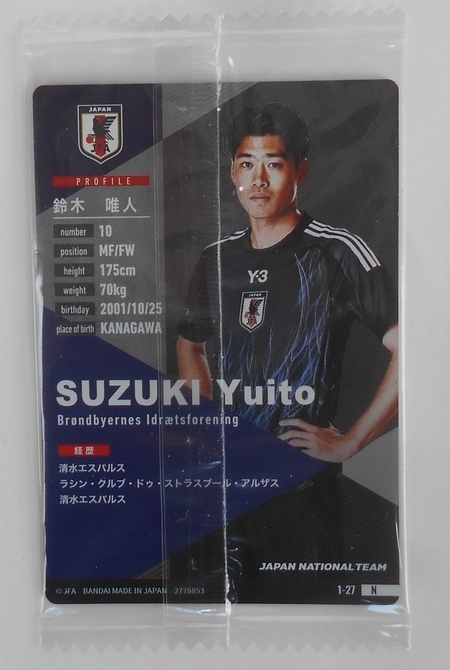 JAPAN
JFA
PROFILE
鈴木 唯人
number 10
position MF/FW
height 175cm
weight 70kg
birthday 2001/10/25
place of birth KANAGAWA
Y-3
JAPAN
JFA
SUZUKI Yuito
Brøndbyernes Idrætsforening
経歴
清水エスパルス
ラシン・クルブ・ドゥ・ストラスブール・アルザス
清水エスパルス
JAPAN NATIONAL TEAM
© JFA BANDAI MADE IN JAPAN 2778853
1-27 N